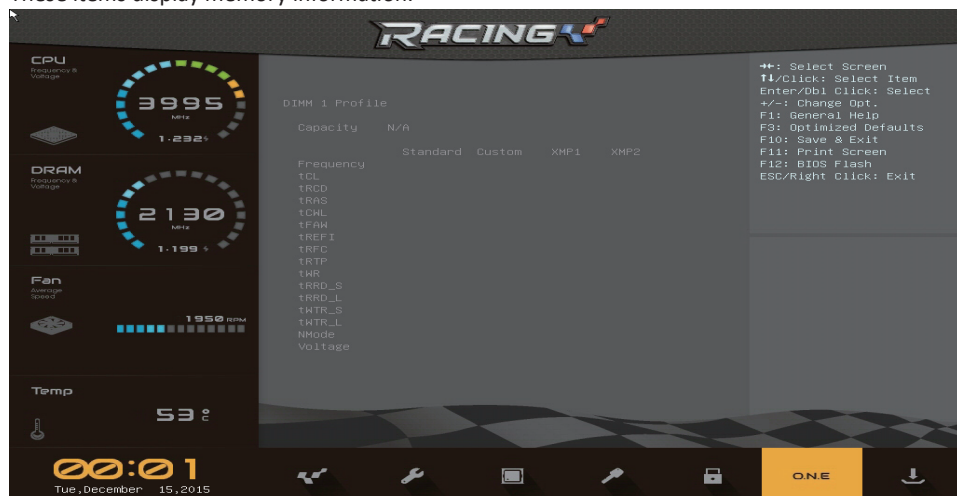 These items display memory information.
RACING
CPU
Frequency &
Voltage
3995
MHz
1.232
DRAM
Frequency &
Voltage
2130
MHz
1.199
Fan
Average
Speed
1950 RPM
Temp
53 °C
00:01
Tue,December 15,2015
DIMM 1 Profile
Capacity N/A
Standard Custom XMP1 XMP2
Frequency
tCL
tRCD
tRAS
tCWL
tFAW
tREFI
tRFC
tRTP
tWR
tRRD_S
tRRD_L
tWTR_S
tWTR_L
NMode
Voltage
→←: Select Screen
↑↓/Click: Select Item
Enter/Dbl Click: Select
+/-: Change Opt.
F1: General Help
F3: Optimized Defaults
F10: Save & Exit
F11: Print Screen
F12: BIOS Flash
ESC/Right Click: Exit
O.N.E